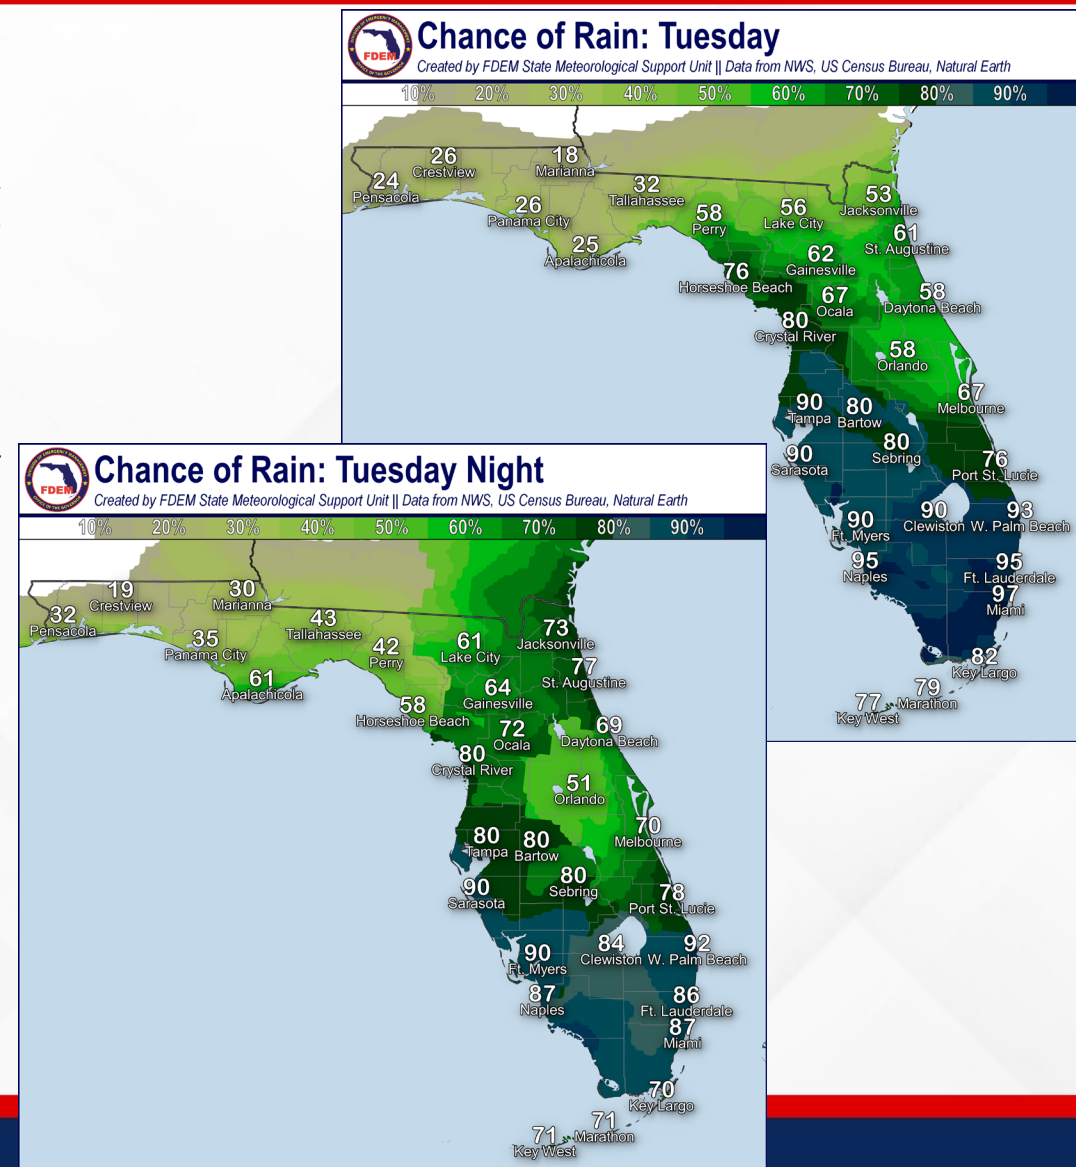 FDEM
Chance of Rain: Tuesday
Created by FDEM State Meteorological Support Unit || Data from NWS, US Census Bureau, Natural Earth
10% 20% 30% 40% 50% 60% 70% 80% 90%
26
Crestview
18
Marianna
24
Pensacola
32
Tallahassee
26
Panama City
25
Apalachicola
58
Perry
56
Lake City
53
Jacksonville
61
St. Augustine
62
Gainesville
76
Horseshoe Beach
67
Ocala
58
Daytona Beach
80
Crystal River
58
Orlando
67
Melbourne
90
Tampa
80
Bartow
80
Sebring
90
Sarasota
76
Port St. Lucie
90
Clewiston
93
W. Palm Beach
90
Ft. Myers
95
Naples
95
Ft. Lauderdale
97
Miami
82
Key Largo
79
Marathon
77
Key West
FDEM
Chance of Rain: Tuesday Night
Created by FDEM State Meteorological Support Unit || Data from NWS, US Census Bureau, Natural Earth
10% 20% 30% 40% 50% 60% 70% 80% 90%
19
Crestview
30
Marianna
32
Pensacola
43
Tallahassee
35
Panama City
61
Apalachicola
42
Perry
61
Lake City
73
Jacksonville
77
St. Augustine
64
Gainesville
58
Horseshoe Beach
72
Ocala
69
Daytona Beach
80
Crystal River
51
Orlando
70
Melbourne
80
Tampa
80
Bartow
80
Sebring
90
Sarasota
78
Port St. Lucie
84
Clewiston
92
W. Palm Beach
90
Ft. Myers
87
Naples
86
Ft. Lauderdale
87
Miami
70
Key Largo
71
Marathon
71
Key West